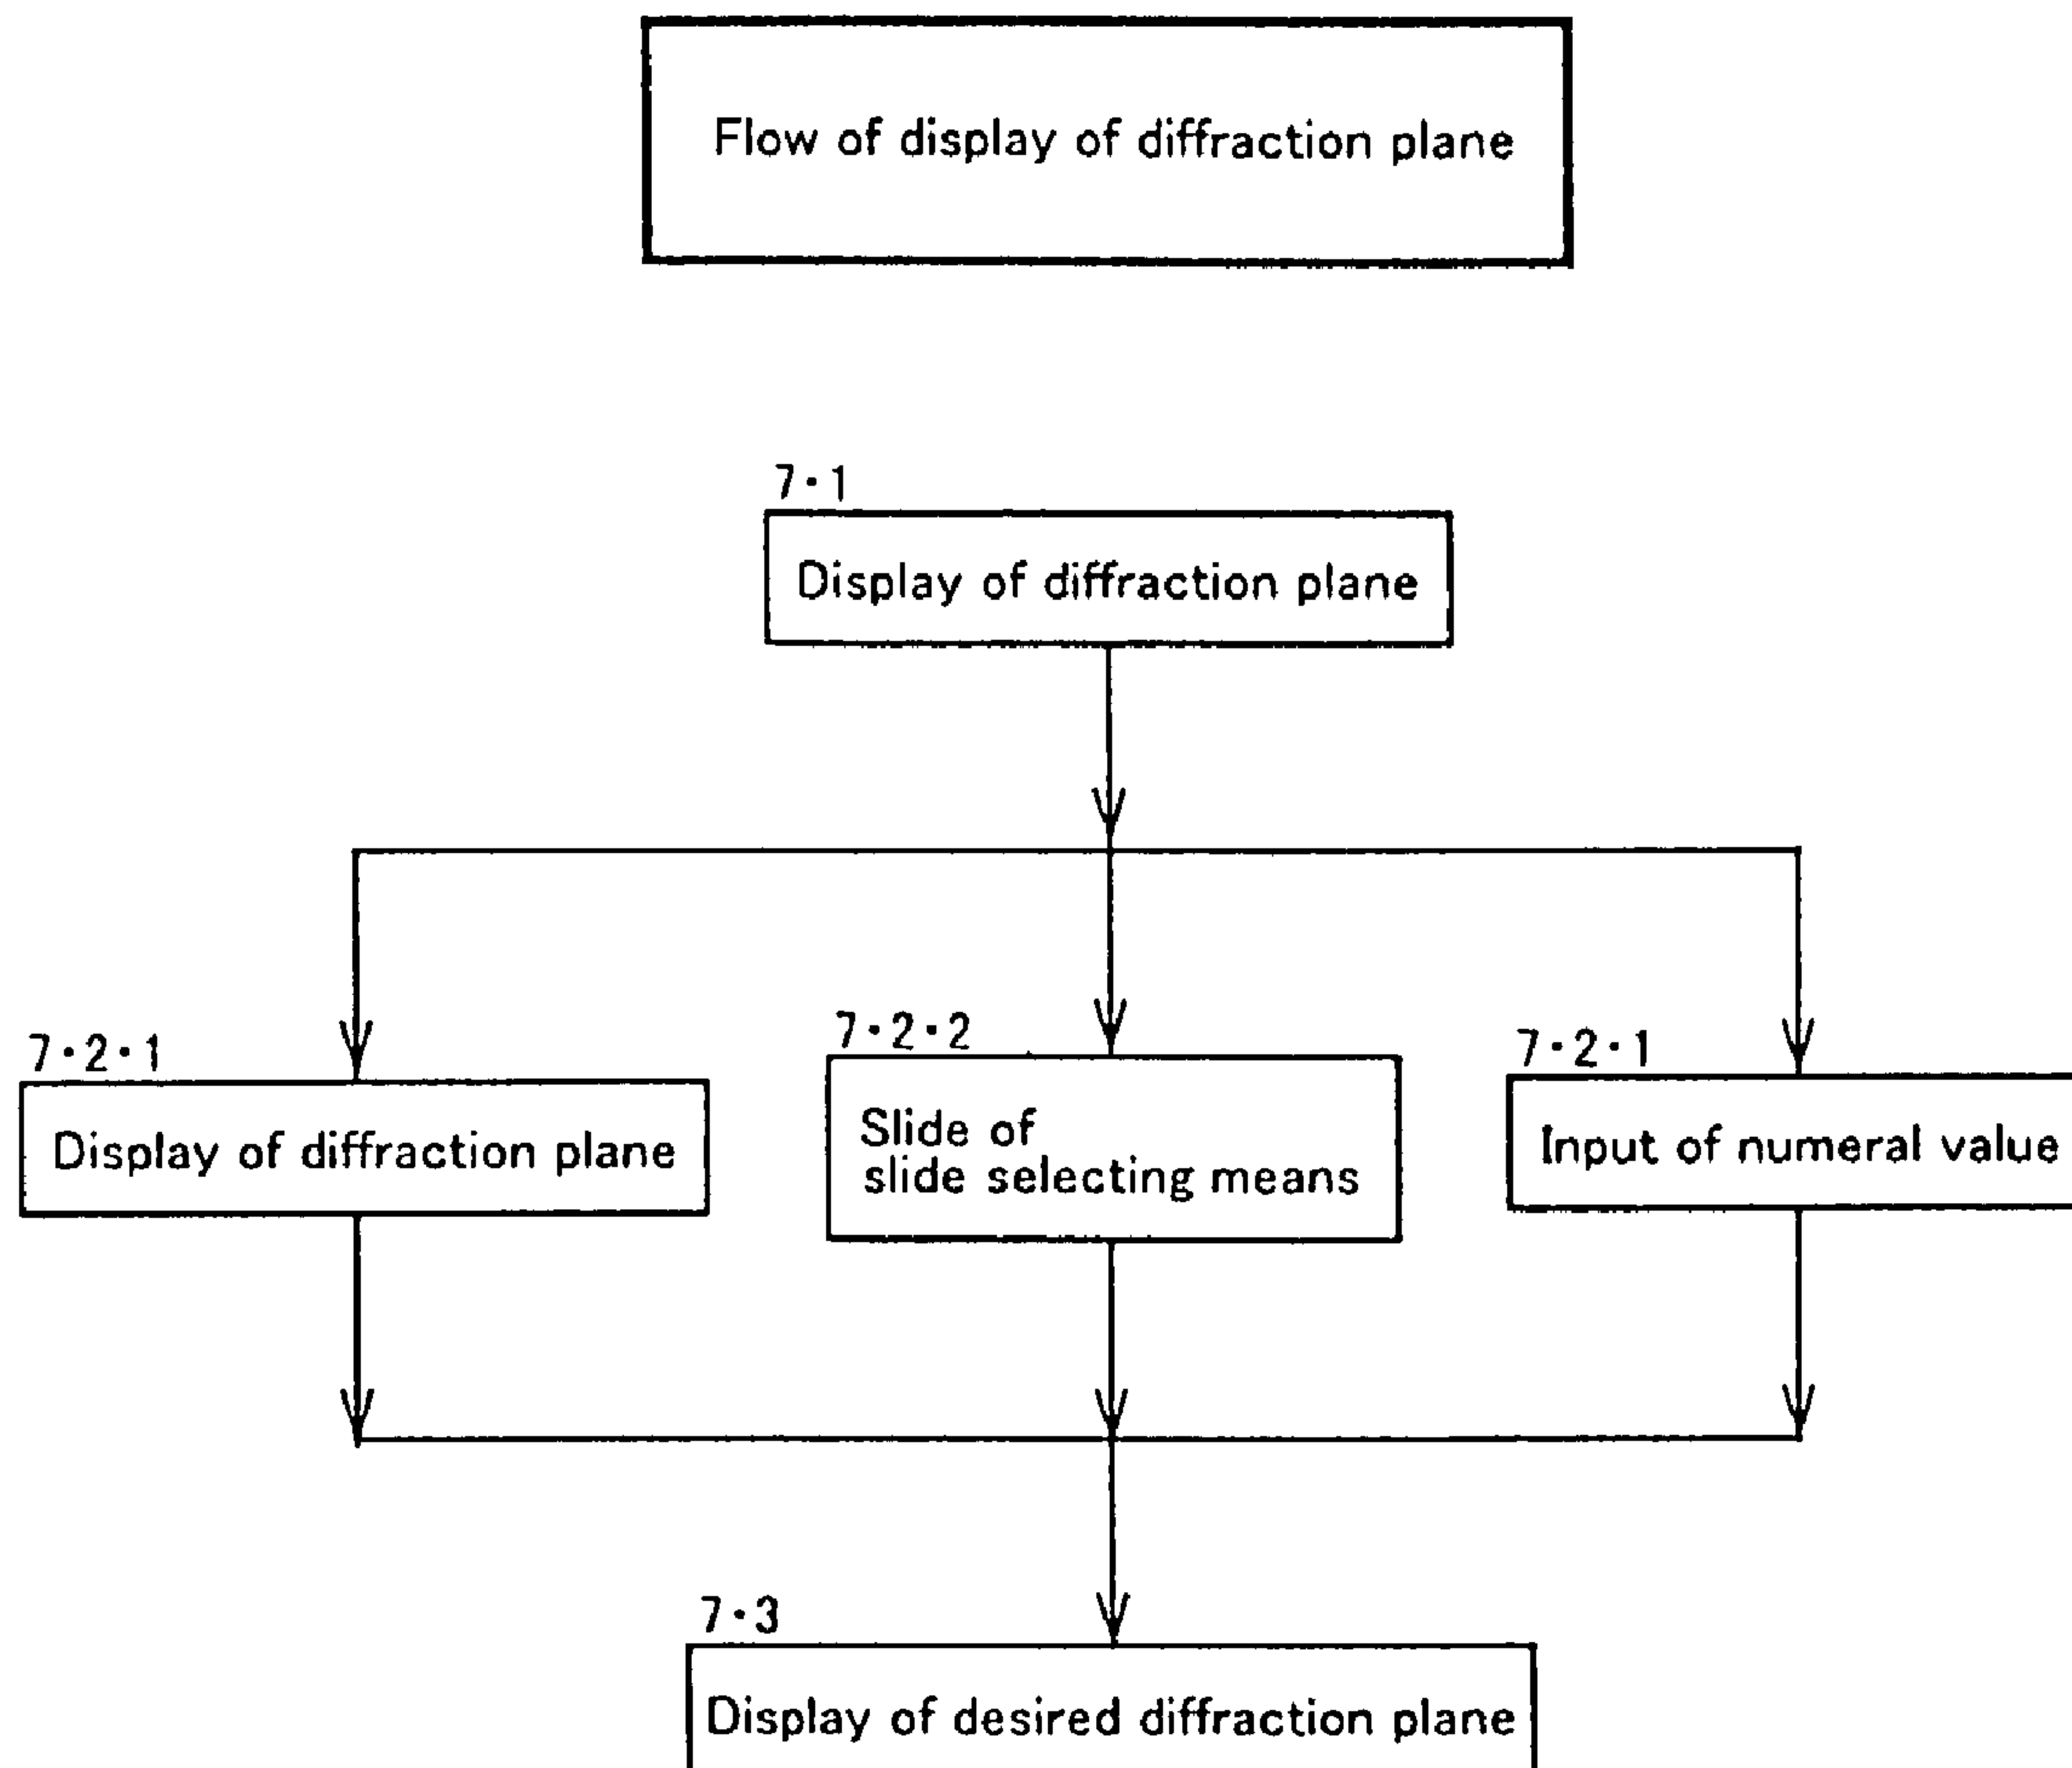 Flow of display of diffraction plane
7·1
Display of diffraction plane
7·2·1
Display of diffraction plane
7·2·2
Slide of
slide selecting means
7·2·1
Input of numeral value
7·3
Display of desired diffraction plane